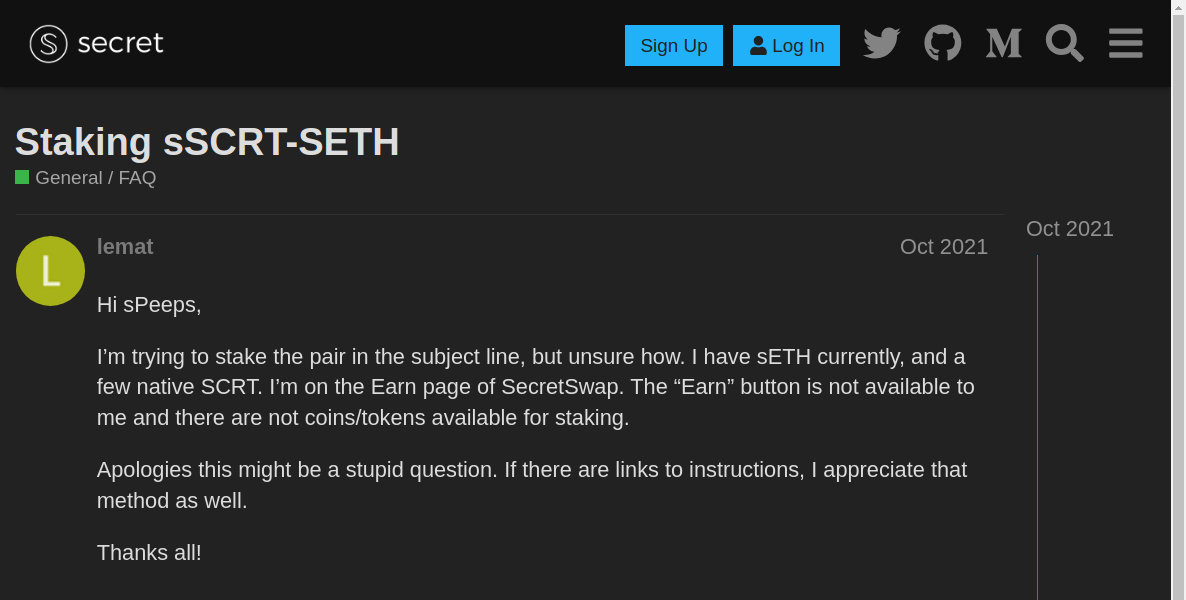 secret
Sign Up
Log In
Staking sSCRT-SETH
General / FAQ
Oct 2021
L
lemat
Oct 2021
Hi sPeeps,
I’m trying to stake the pair in the subject line, but unsure how. I have sETH currently, and a
few native SCRT. I’m on the Earn page of SecretSwap. The “Earn” button is not available to
me and there are not coins/tokens available for staking.
Apologies this might be a stupid question. If there are links to instructions, I appreciate that
method as well.
Thanks all!